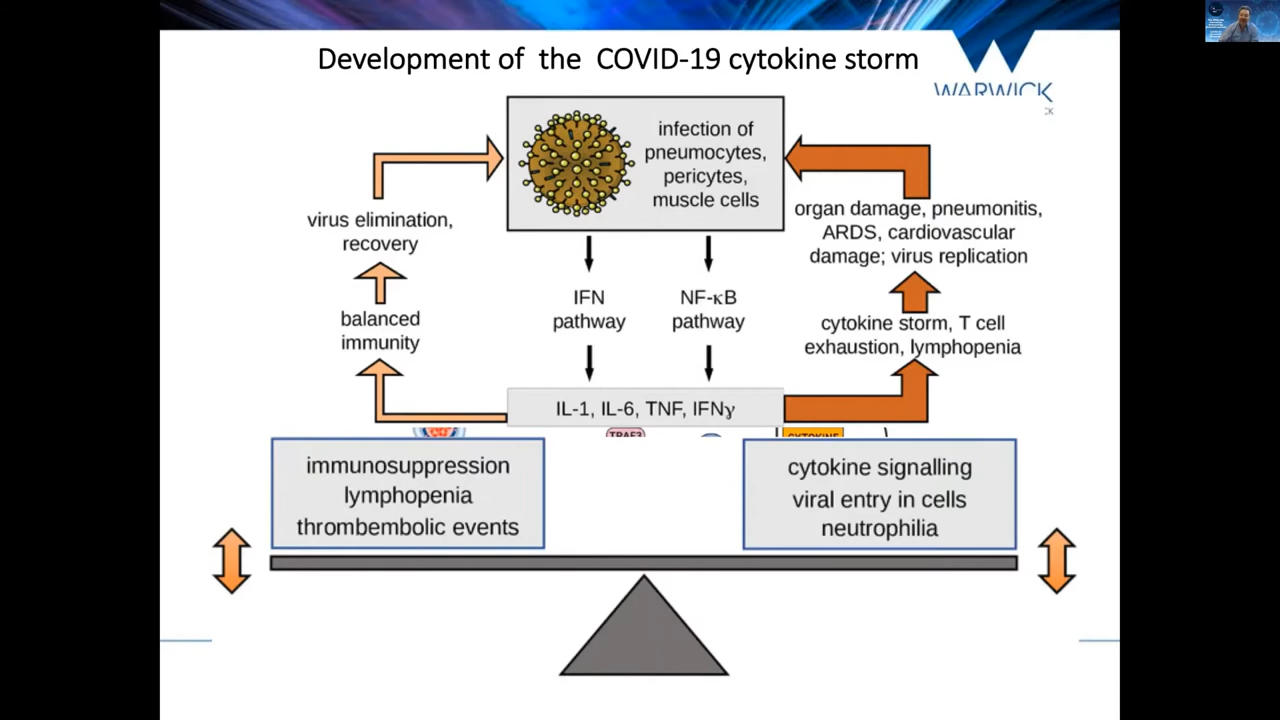 Development of the COVID-19 cytokine storm
WARWICK
infection of
pneumocytes,
pericytes,
muscle cells
virus elimination,
recovery
balanced
immunity
IFN
pathway
NF-κB
pathway
organ damage, pneumonitis,
ARDS, cardiovascular
damage; virus replication
cytokine storm, T cell
exhaustion, lymphopenia
IL-1, IL-6, TNF, IFNγ
TRAF3
CYTOKINE
immunosuppression
lymphopenia
thrombembolic events
cytokine signalling
viral entry in cells
neutrophilia